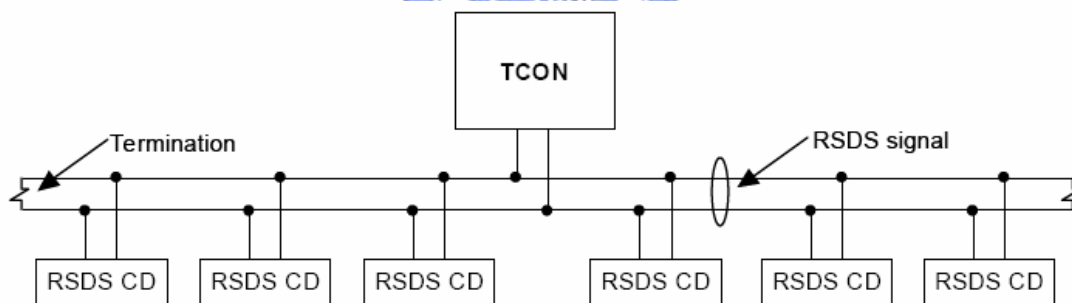 TCON
Termination
RSDS signal
RSDS CD RSDS CD RSDS CD RSDS CD RSDS CD RSDS CD